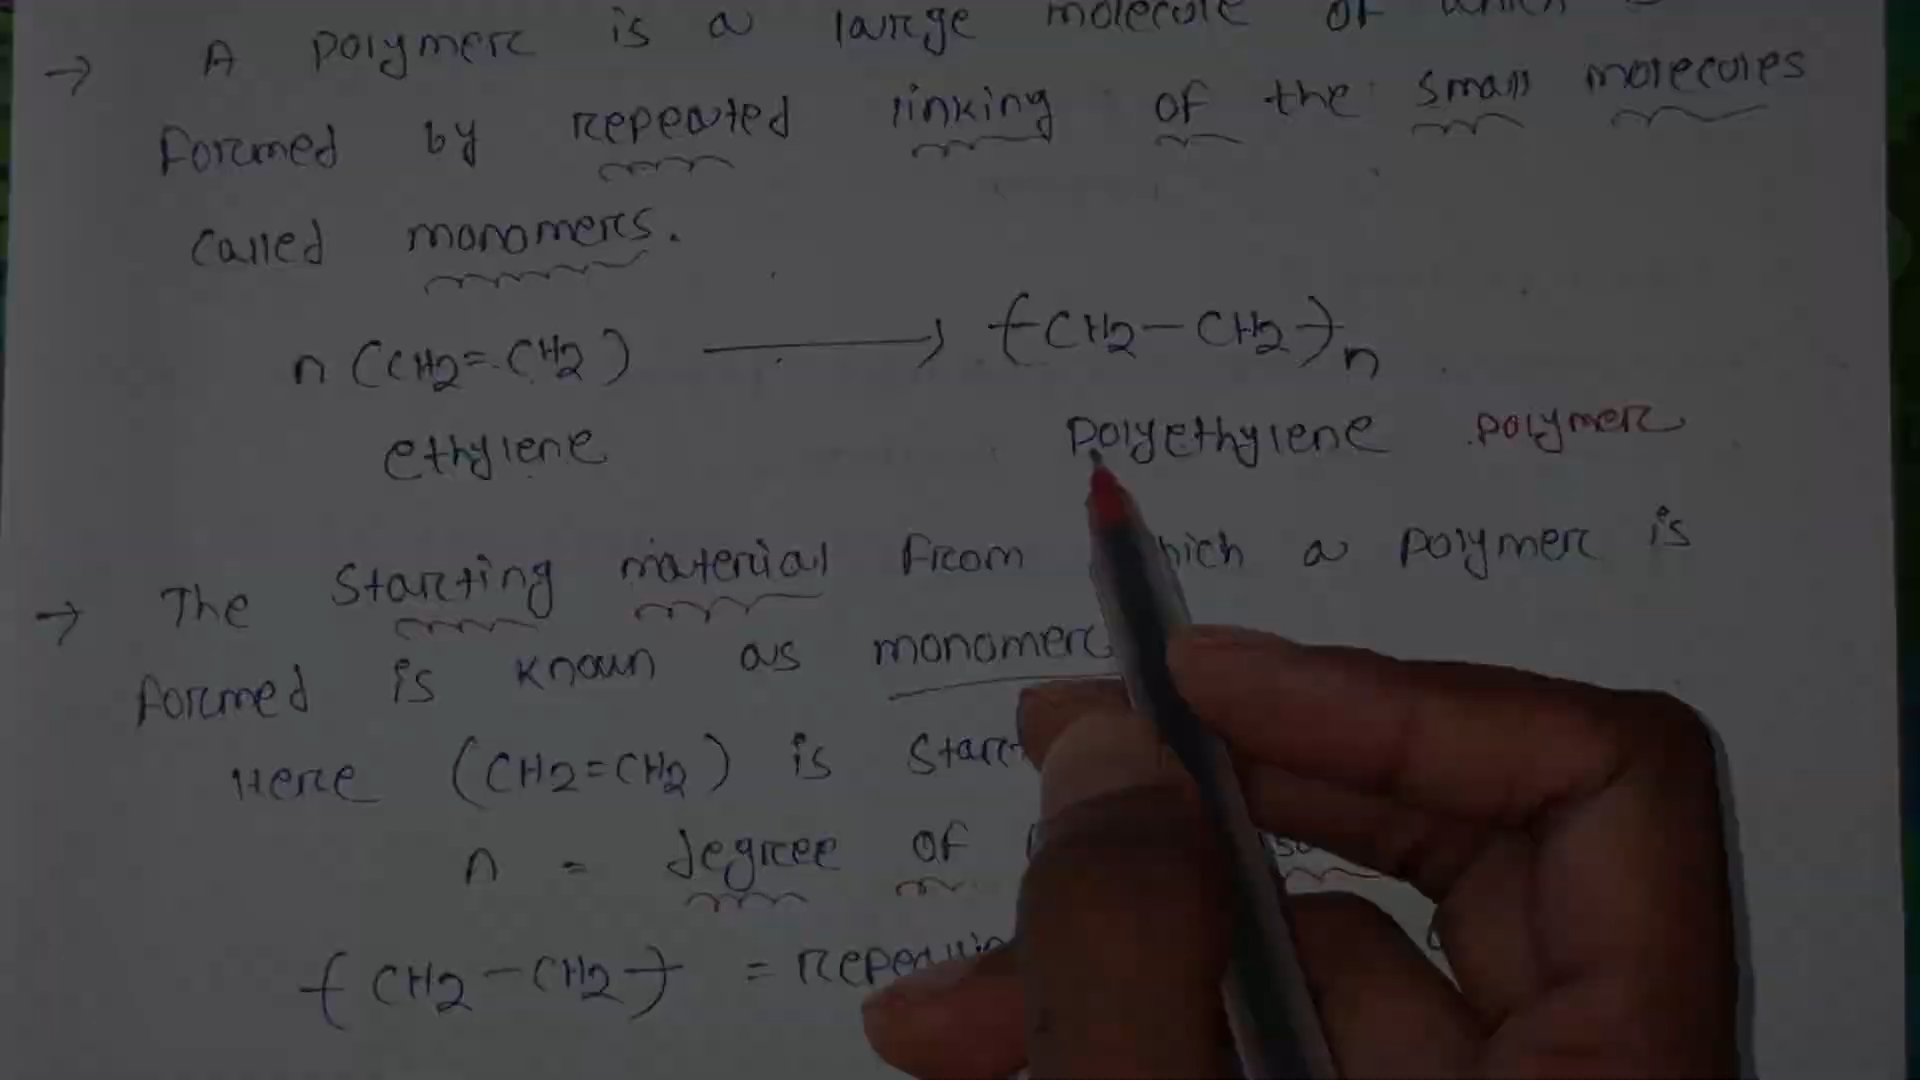 → A polymer is a large molecule of which
formed by repeated linking of the small molecules
called monomers.
n (CH2=CH2) ⟶ -(CH2-CH2)-n
ethylene polyethylene polymer
→ The starting material from which a polymer is
formed is known as monomer
Here (CH2=CH2) is
n = degree of
-(CH2-CH2)- =